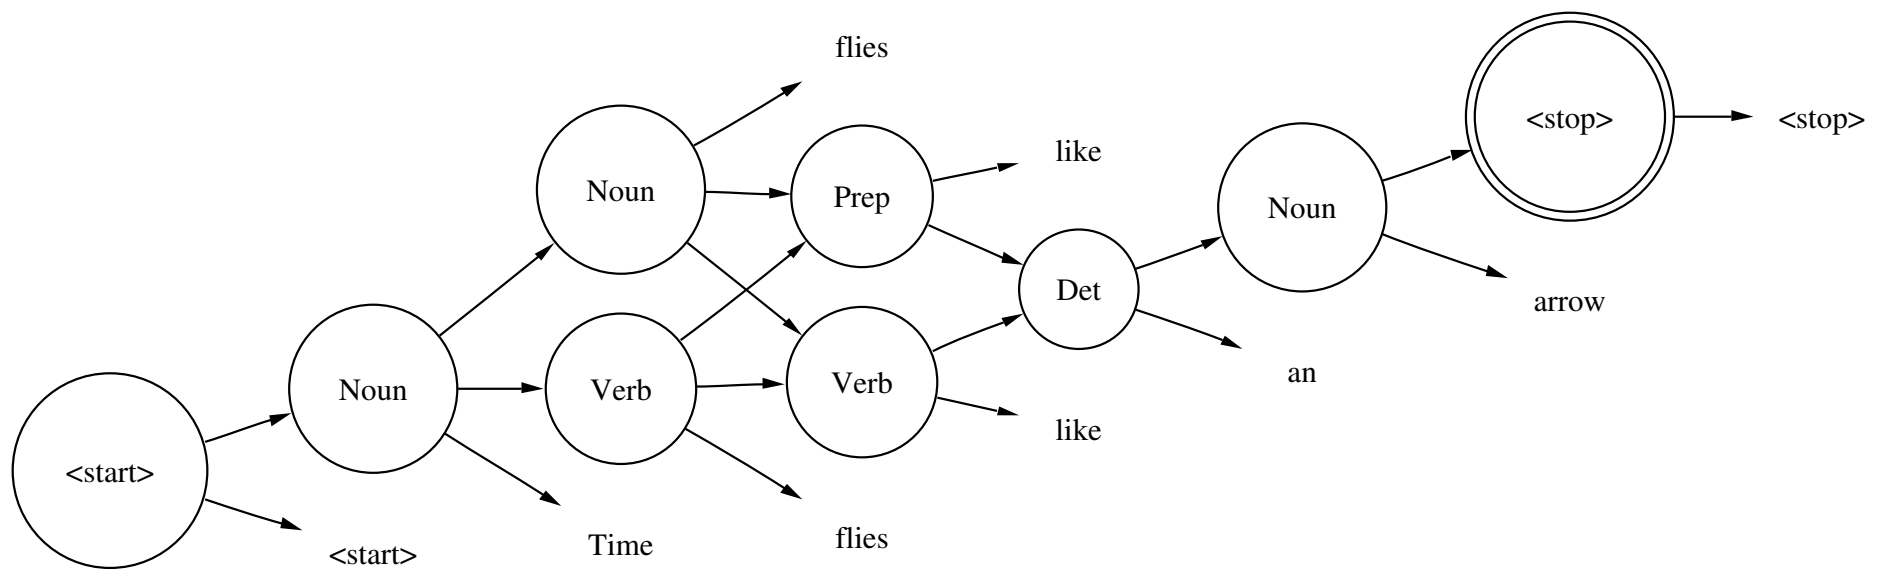 flies
<stop>
<stop>
like
Noun
Prep
Noun
Det
arrow
an
Noun
Verb
Verb
like
<start>
Time
flies
<start>